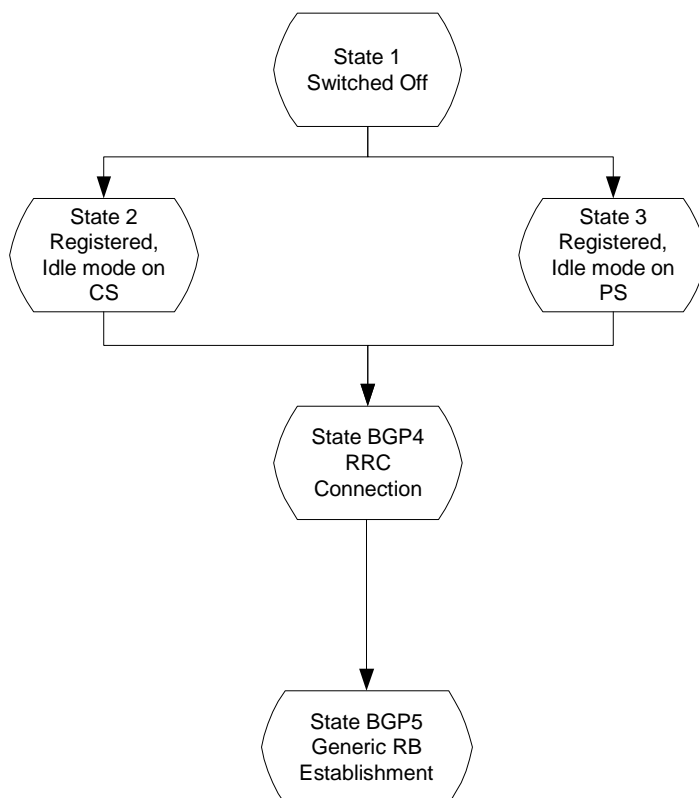 State 1
Switched Off
State 2
Registered,
Idle mode on
CS
State 3
Registered,
Idle mode on
PS
State BGP4
RRC
Connection
State BGP5
Generic RB
Establishment